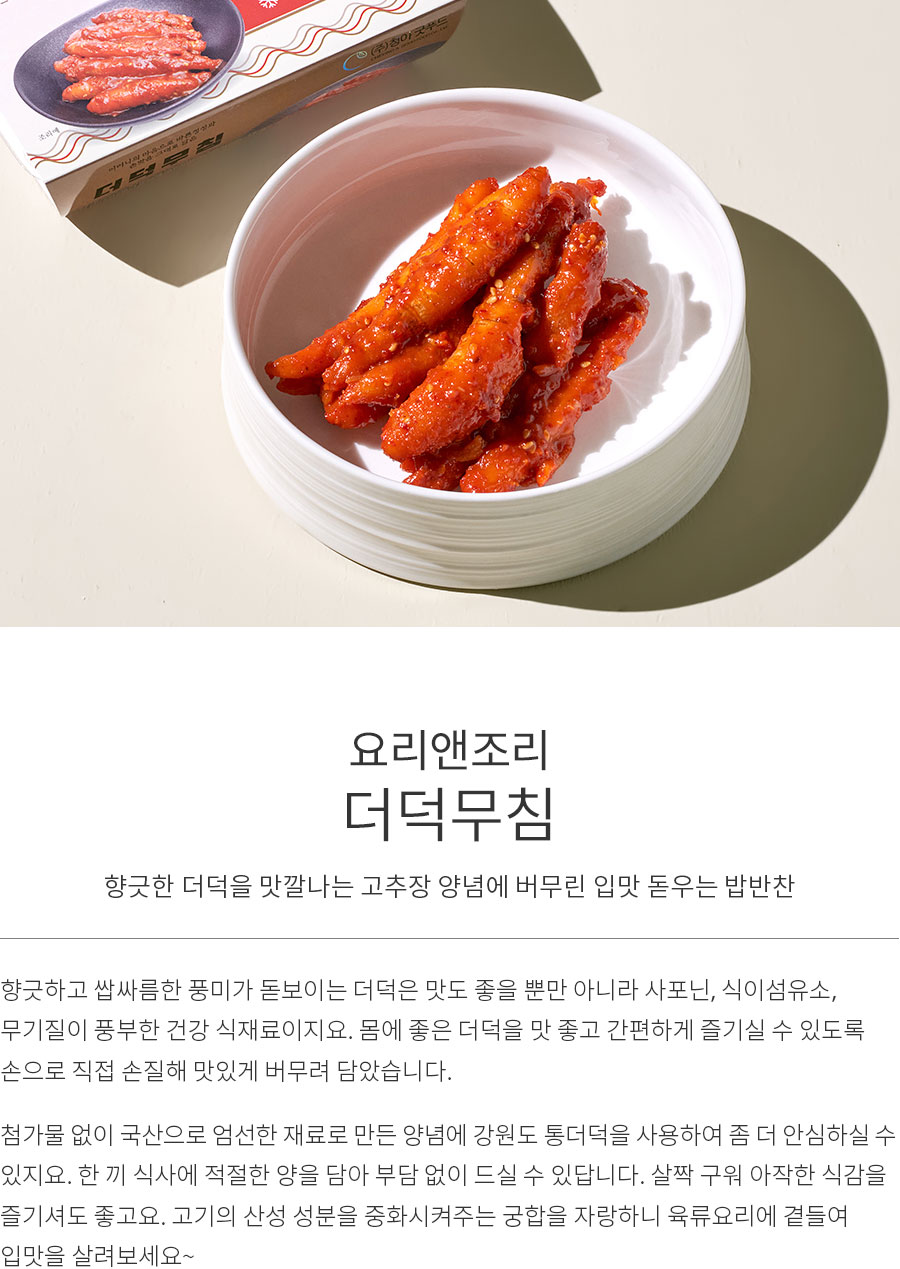 조리예
(주)청아굿푸드
더덕무침
요리앤조리
더덕무침
향긋한 더덕을 맛깔나는 고추장 양념에 버무린 입맛 돋우는 밥반찬
향긋하고 쌉싸름한 풍미가 돋보이는 더덕은 맛도 좋을 뿐만 아니라 사포닌, 식이섬유소,
무기질이 풍부한 건강 식재료이지요. 몸에 좋은 더덕을 맛 좋고 간편하게 즐기실 수 있도록
손으로 직접 손질해 맛있게 버무려 담았습니다.
첨가물 없이 국산으로 엄선한 재료로 만든 양념에 강원도 통더덕을 사용하여 좀 더 안심하실 수
있지요. 한 끼 식사에 적절한 양을 담아 부담 없이 드실 수 있답니다. 살짝 구워 아작한 식감을
즐기셔도 좋고요. 고기의 산성 성분을 중화시켜주는 궁합을 자랑하니 육류요리에 곁들여
입맛을 살려보세요~